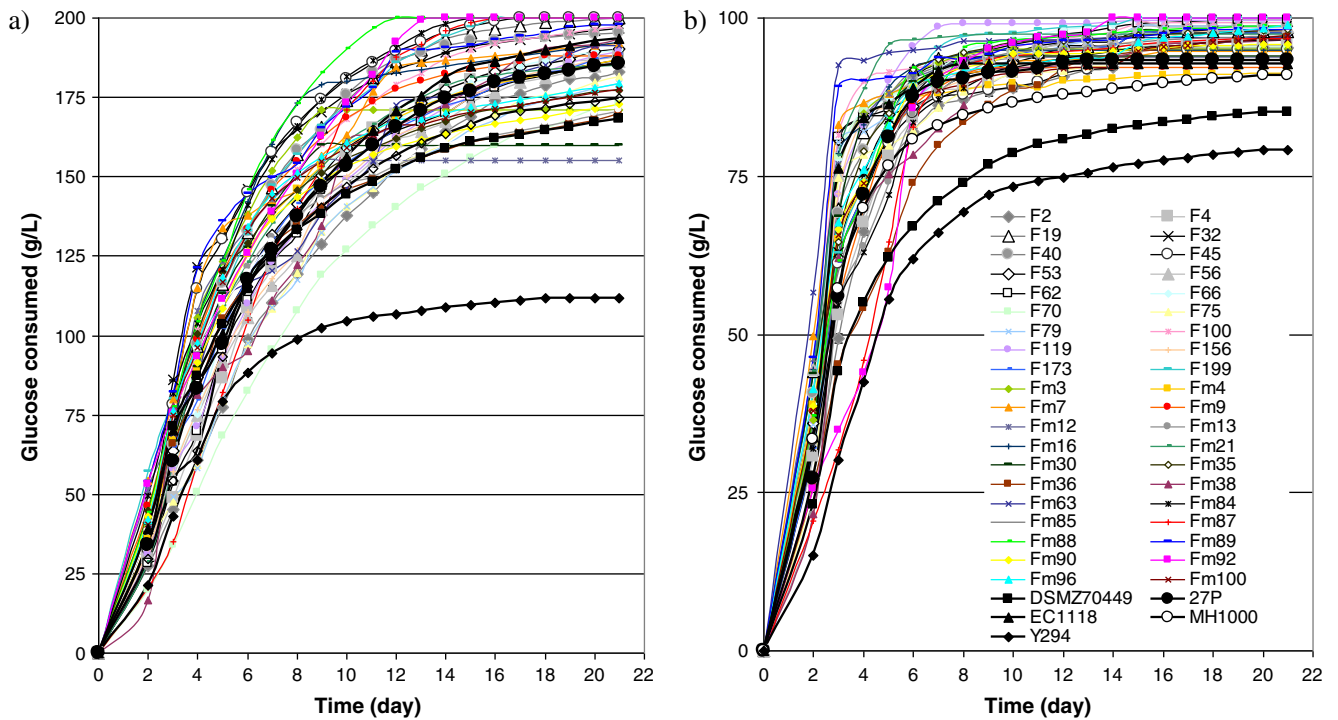 a)
Glucose consumed (g/L)
200
175
150
125
100
75
50
25
0
0 2 4 6 8 10 12 14 16 18 20 22
Time (day)
b)
Glucose consumed (g/L)
100
75
50
25
0
0 2 4 6 8 10 12 14 16 18 20 22
Time (day)
F2 F4
F19 F32
F40 F45
F53 F56
F62 F66
F70 F75
F79 F100
F119 F156
F173 F199
Fm3 Fm4
Fm7 Fm9
Fm12 Fm13
Fm16 Fm21
Fm30 Fm35
Fm36 Fm38
Fm63 Fm84
Fm85 Fm87
Fm88 Fm89
Fm90 Fm92
Fm96 Fm100
DSMZ70449 27P
EC1118 MH1000
Y294